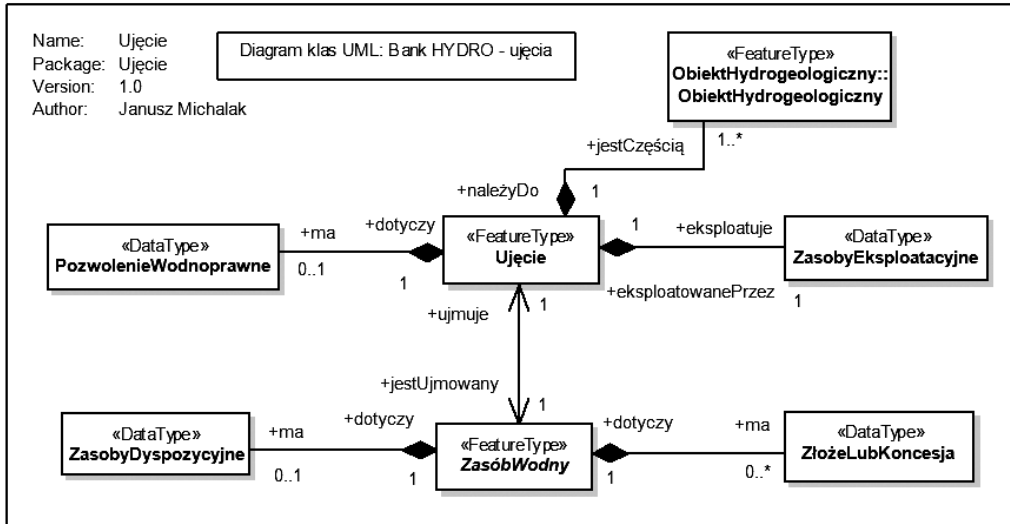 Name: Ujęcie
Package: Ujęcie
Version: 1.0
Author: Janusz Michalak
Diagram klas UML: Bank HYDRO - ujęcia
«FeatureType»
ObiektHydrogeologiczny::
ObiektHydrogeologiczny
+jestCzęścią
1..*
+należyDo
1
«DataType»
PozwolenieWodnoprawne
+ma
0..1
+dotyczy
1
«FeatureType»
Ujęcie
1
+eksploatuje
+eksploatowanePrzez
1
«DataType»
ZasobyEksploatacyjne
+ujmuje
1
+jestUjmowany
1
«DataType»
ZasobyDyspozycyjne
+ma
0..1
+dotyczy
1
«FeatureType»
ZasóbWodny
+dotyczy
1
+ma
0..*
«DataType»
ZłożeLubKoncesja